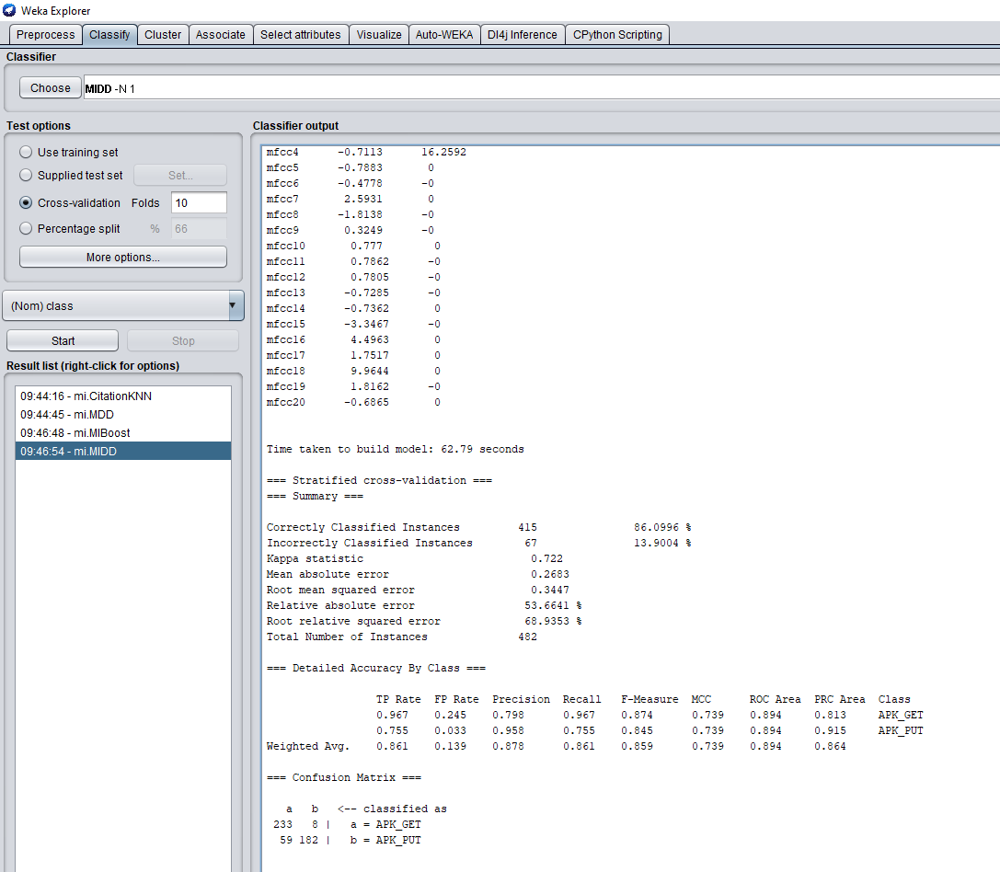 Weka Explorer
Preprocess Classify Cluster Associate Select attributes Visualize Auto-WEKA Dl4j Inference CPython Scripting
Classifier
Choose MIDD -N 1
Test options
Use training set
Supplied test set Set...
Cross-validation Folds 10
Percentage split % 66
More options...
(Nom) class
Start Stop
Result list (right-click for options)
09:44:16 - mi.CitationKNN
09:44:45 - mi.MDD
09:46:48 - mi.MIBoost
09:46:54 - mi.MIDD
Classifier output
mfcc4 -0.7113 16.2592
mfcc5 -0.7883 0
mfcc6 -0.4778 -0
mfcc7 2.5931 0
mfcc8 -1.8138 -0
mfcc9 0.3249 -0
mfcc10 0.777 0
mfcc11 0.7862 -0
mfcc12 0.7805 -0
mfcc13 -0.7285 -0
mfcc14 -0.7362 0
mfcc15 -3.3467 -0
mfcc16 4.4963 0
mfcc17 1.7517 0
mfcc18 9.9644 0
mfcc19 1.8162 -0
mfcc20 -0.6865 0
Time taken to build model: 62.79 seconds
=== Stratified cross-validation ===
=== Summary ===
Correctly Classified Instances 415 86.0996 %
Incorrectly Classified Instances 67 13.9004 %
Kappa statistic 0.722
Mean absolute error 0.2683
Root mean squared error 0.3447
Relative absolute error 53.6641 %
Root relative squared error 68.9353 %
Total Number of Instances 482
=== Detailed Accuracy By Class ===
TP Rate FP Rate Precision Recall F-Measure MCC ROC Area PRC Area Class
0.967 0.245 0.798 0.967 0.874 0.739 0.894 0.813 APK_GET
0.755 0.033 0.958 0.755 0.845 0.739 0.894 0.915 APK_PUT
Weighted Avg. 0.861 0.139 0.878 0.861 0.859 0.739 0.894 0.864
=== Confusion Matrix ===
a b <-- classified as
233 8 | a = APK_GET
59 182 | b = APK_PUT